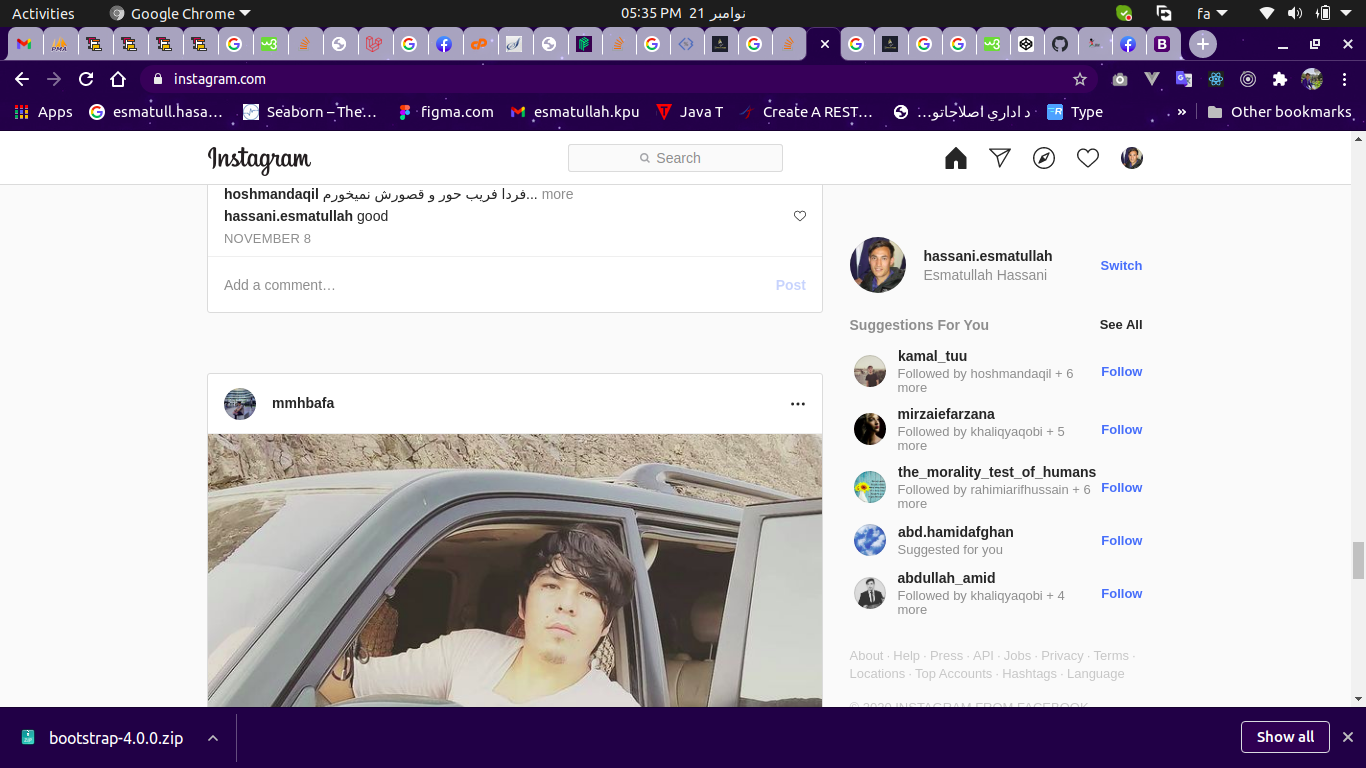 Activities
Google Chrome
05:35 PM 21 نوامبر
fa
instagram.com
Apps
esmatull.hasa...
Seaborn – The...
figma.com
esmatullah.kpu
Java T
Create A REST...
د اداري اصلاحاتو...
Type
»
Other bookmarks
Instagram
Search
hoshmandaqil فردا فریب حور و قصورش نمیخورم... more
hassani.esmatullah good
NOVEMBER 8
Add a comment…
Post
hassani.esmatullah
Esmatullah Hassani
Switch
Suggestions For You
See All
kamal_tuu
Followed by hoshmandaqil + 6
more
Follow
mirzaiefarzana
Followed by khaliqyaqobi + 5
more
Follow
the_morality_test_of_humans
Followed by rahimiarifhussain + 6
more
Follow
abd.hamidafghan
Suggested for you
Follow
abdullah_amid
Followed by khaliqyaqobi + 4
more
Follow
About · Help · Press · API · Jobs · Privacy · Terms ·
Locations · Top Accounts · Hashtags · Language
© 2020 INSTAGRAM FROM FACEBOOK
mmhbafa
bootstrap-4.0.0.zip
Show all